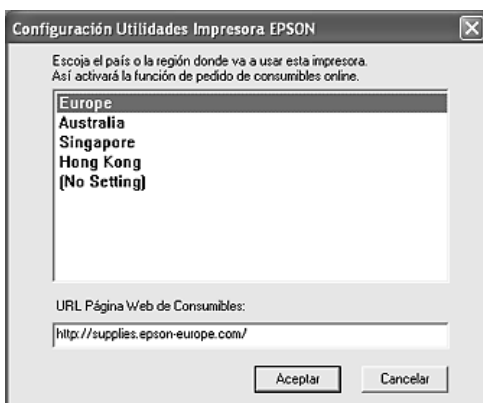 Configuración Utilidades Impresora EPSON
Escoja el país o la región donde va a usar esta impresora.
Así activará la función de pedido de consumibles online.
Europe
Australia
Singapore
Hong Kong
(No Setting)
URL Página Web de Consumibles:
http://supplies.epson-europe.com/
Aceptar
Cancelar